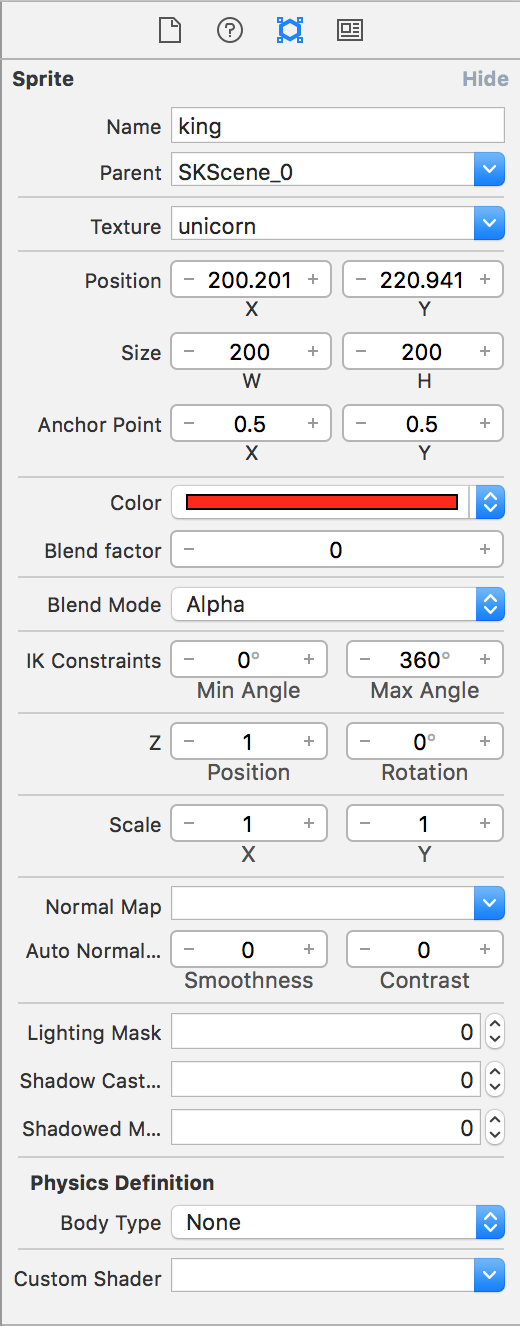 Sprite Hide
Name king
Parent SKScene_0
Texture unicorn
Position − 200.201 + − 220.941 +
X Y
Size − 200 + − 200 +
W H
Anchor Point − 0.5 + − 0.5 +
X Y
Color
Blend factor − 0 +
Blend Mode Alpha
IK Constraints − 0° + − 360° +
Min Angle Max Angle
Z − 1 + − 0° +
Position Rotation
Scale − 1 + − 1 +
X Y
Normal Map
Auto Normal... − 0 + − 0 +
Smoothness Contrast
Lighting Mask 0
Shadow Cast... 0
Shadowed M... 0
Physics Definition
Body Type None
Custom Shader